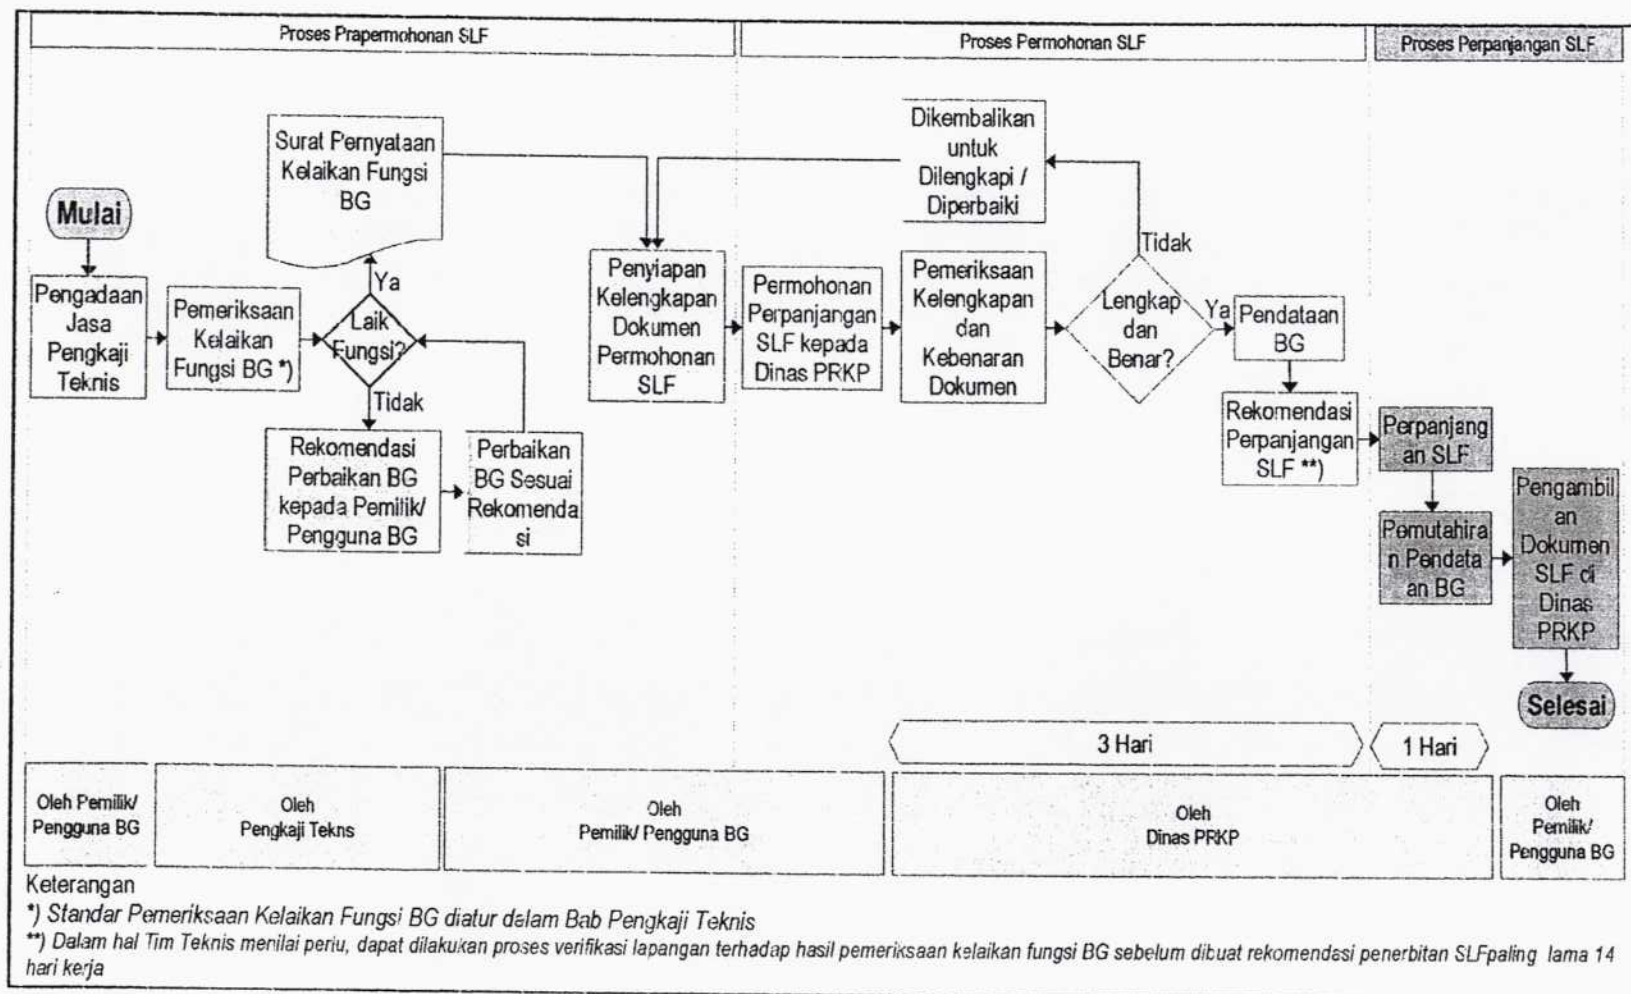 Proses Prapermohonan SLF
Proses Permohonan SLF
Proses Perpanjangan SLF
Mulai
Pengadaan
Jasa
Pengkaji
Teknis
Pemeriksaan
Kelaikan
Fungsi BG *)
Laik
Fungsi?
Ya
Surat Pernyataan
Kelaikan Fungsi
BG
Tidak
Rekomendasi
Perbaikan BG
kepada Pemilik/
Pengguna BG
Perbaikan
BG Sesuai
Rekomenda
si
Penyiapan
Kelengkapan
Dokumen
Permohonan
SLF
Permohonan
Perpanjangan
SLF kepada
Dinas PRKP
Pemeriksaan
Kelengkapan
dan
Kebenaran
Dokumen
Lengkap
dan
Benar?
Tidak
Dikembalikan
untuk
Dilengkapi /
Diperbaiki
Ya
Pendataan
BG
Rekomendasi
Perpanjangan
SLF **)
Perpanjang
an SLF
Pemutahira
n Pendata
an BG
Pengambil
an
Dokumen
SLF di
Dinas
PRKP
Selesai
3 Hari
1 Hari
Oleh Pemilik/
Pengguna BG
Oleh
Pengkaji Tekns
Oleh
Pemilik/ Pengguna BG
Oleh
Dinas PRKP
Oleh
Pemilik/
Pengguna BG
Keterangan
*) Standar Pemeriksaan Kelaikan Fungsi BG diatur dalam Bab Pengkaji Teknis
**) Dalam hal Tim Teknis menilai perlu, dapat dilakukan proses verifikasi lapangan terhadap hasil pemeriksaan kelaikan fungsi BG sebelum dibuat rekomendasi penerbitan SLFpaling lama 14
hari kerja